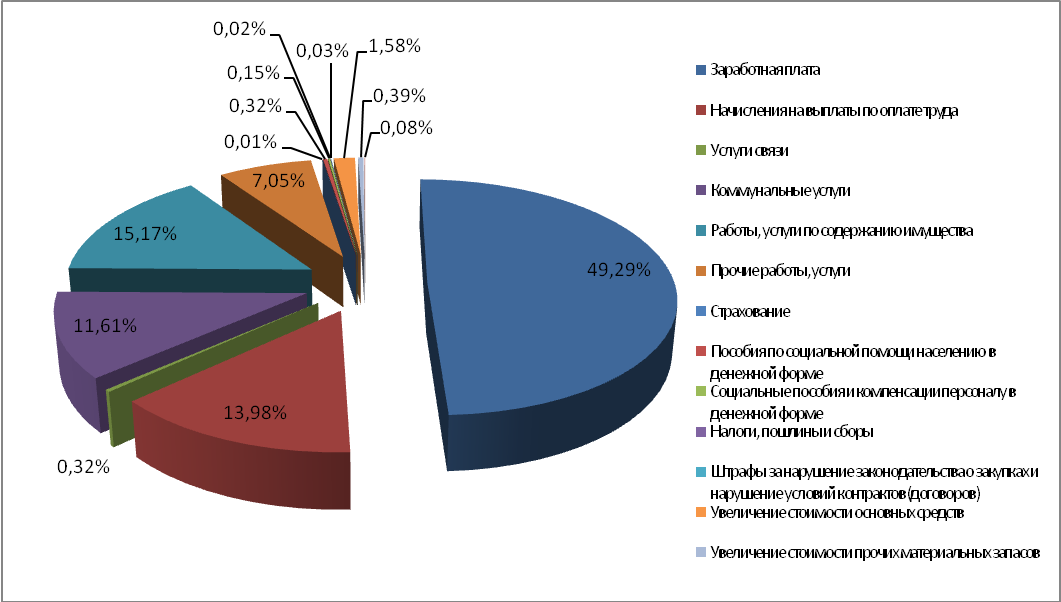 0,02%
0,03%
1,58%
0,15%
0,39%
0,32%
0,08%
0,01%
7,05%
15,17%
49,29%
11,61%
13,98%
0,32%
Заработная плата
Начисления на выплаты по оплате труда
Услуги связи
Коммунальные услуги
Работы, услуги по содержанию имущества
Прочие работы, услуги
Страхование
Пособия по социальной помощи населению в
денежной форме
Социальные пособия и компенсации персоналу в
денежной форме
Налоги, пошлины и сборы
Штрафы за нарушение законодательства о закупках и
нарушение условий контрактов (договоров)
Увеличение стоимости основных средств
Увеличение стоимости прочих материальных запасов